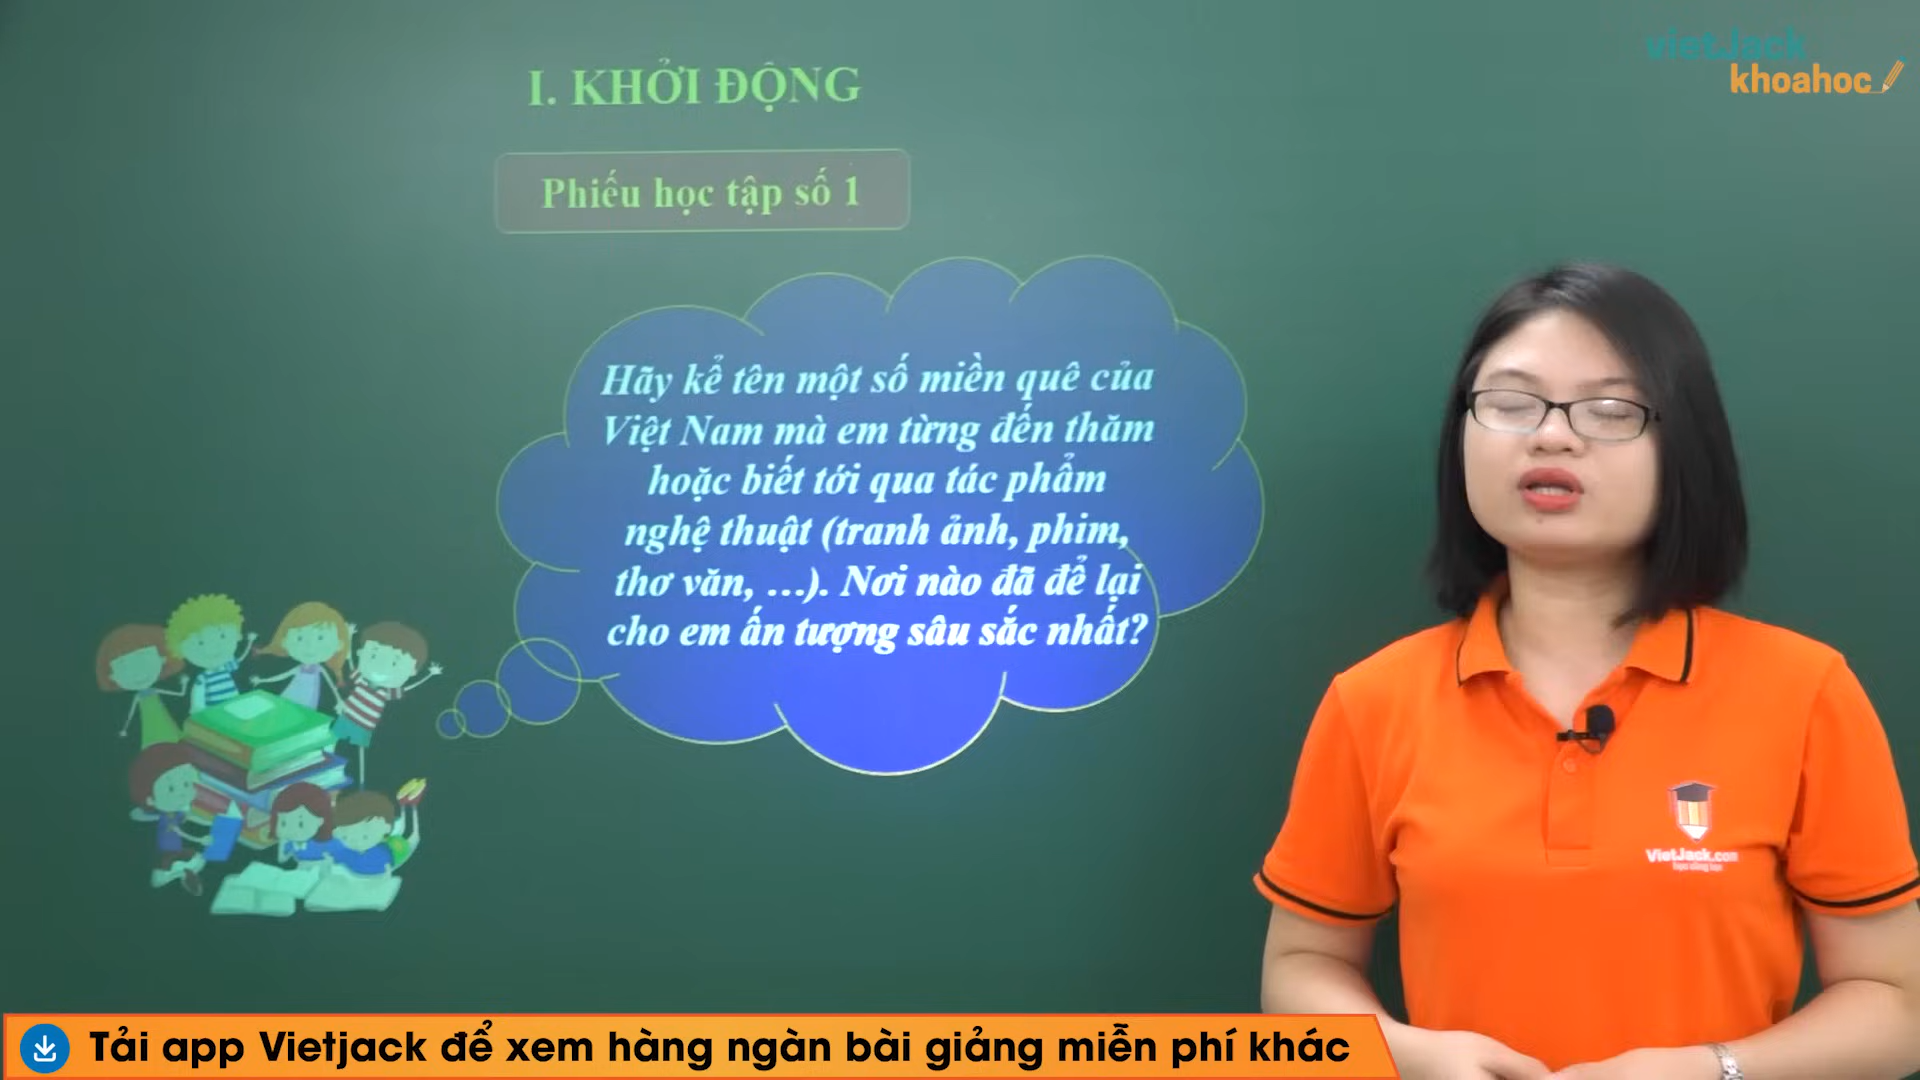 vietJack
khoahoc
I. KHỞI ĐỘNG
Phiếu học tập số 1
Hãy kể tên một số miền quê của
Việt Nam mà em từng đến thăm
hoặc biết tới qua tác phẩm
nghệ thuật (tranh ảnh, phim,
thơ văn, …). Nơi nào đã để lại
cho em ấn tượng sâu sắc nhất?
VietJack.com
Tải app Vietjack để xem hàng ngàn bài giảng miễn phí khác